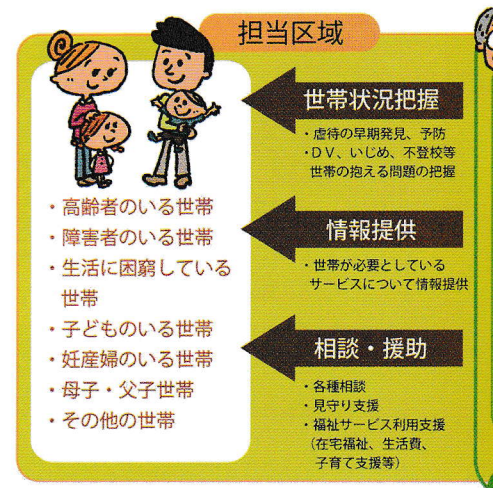 担当区域
・高齢者のいる世帯
・障害者のいる世帯
・生活に困窮している
世帯
・子どものいる世帯
・妊産婦のいる世帯
・母子・父子世帯
・その他の世帯
世帯状況把握
・虐待の早期発見、予防
・DV、いじめ、不登校等
世帯の抱える問題の把握
情報提供
・世帯が必要としている
サービスについて情報提供
相談・援助
・各種相談
・見守り支援
・福祉サービス利用支援
（在宅福祉、生活費、
子育て支援等）